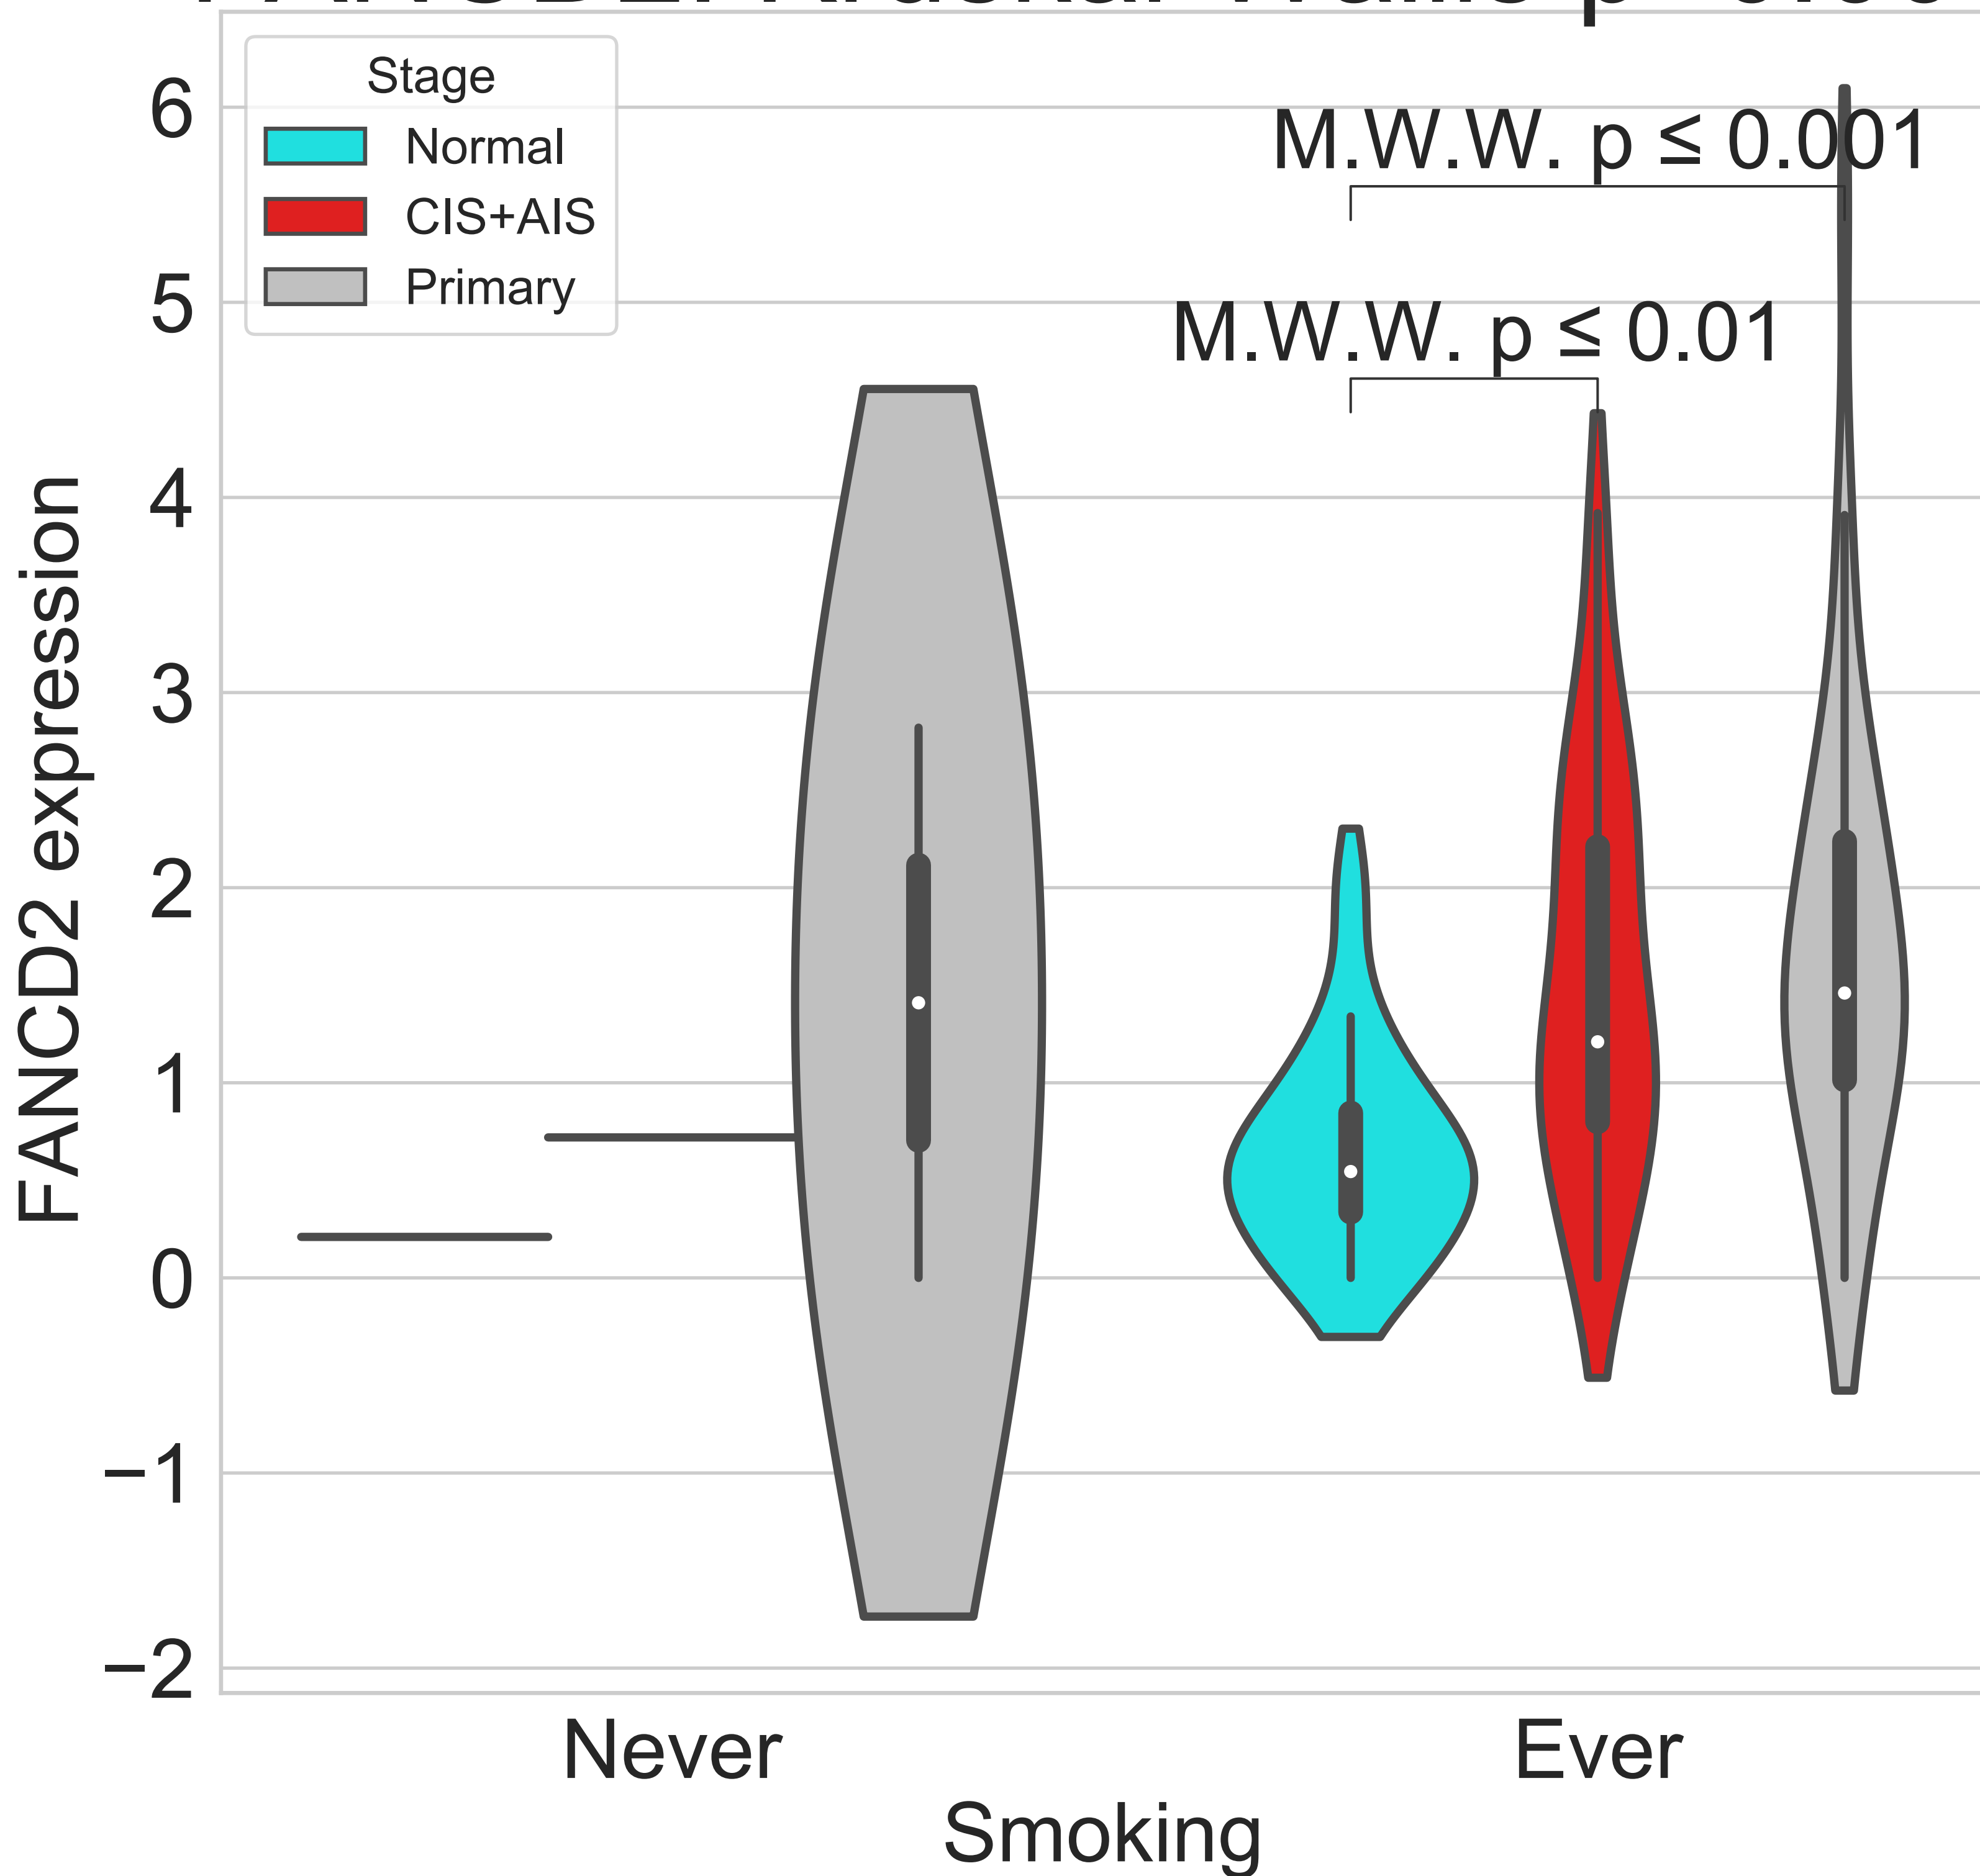 Stage
Normal
CIS+AIS
Primary
M.W.W. p ≤ 0.001
M.W.W. p ≤ 0.01
6
5
4
3
2
1
0
−1
−2
FANCD2 expression
Never
Ever
Smoking